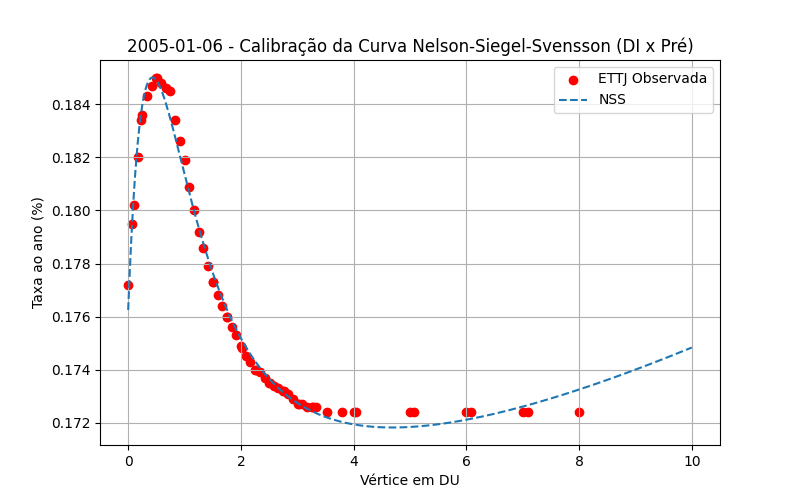 2005-01-06 - Calibração da Curva Nelson-Siegel-Svensson (DI x Pré)
ETTJ Observada
NSS
Taxa ao ano (%)
0.184
0.182
0.180
0.178
0.176
0.174
0.172
0 2 4 6 8 10
Vértice em DU